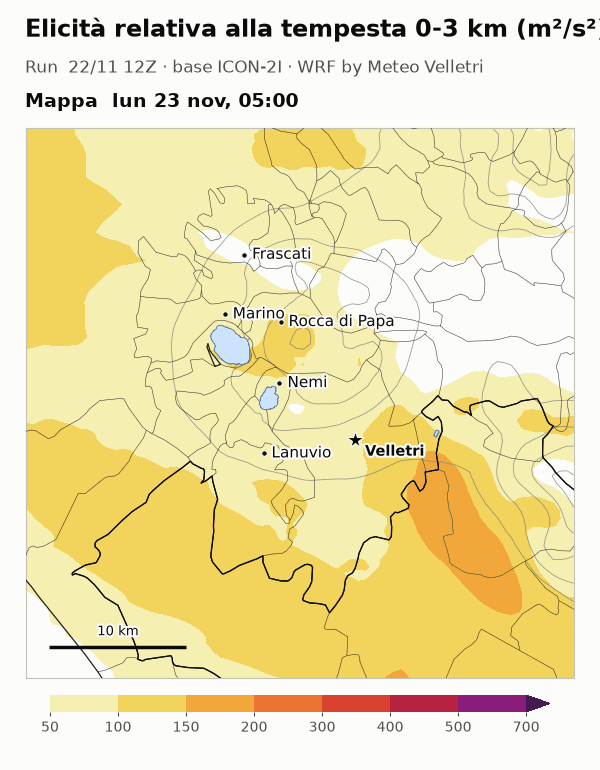 Elicità relativa alla tempesta 0-3 km (m²/s²)
Run 22/11 12Z · base ICON-2I · WRF by Meteo Velletri
Mappa lun 23 nov, 05:00
Frascati
Marino
Rocca di Papa
Nemi
Velletri
Lanuvio
10 km
50 100 150 200 300 400 500 700